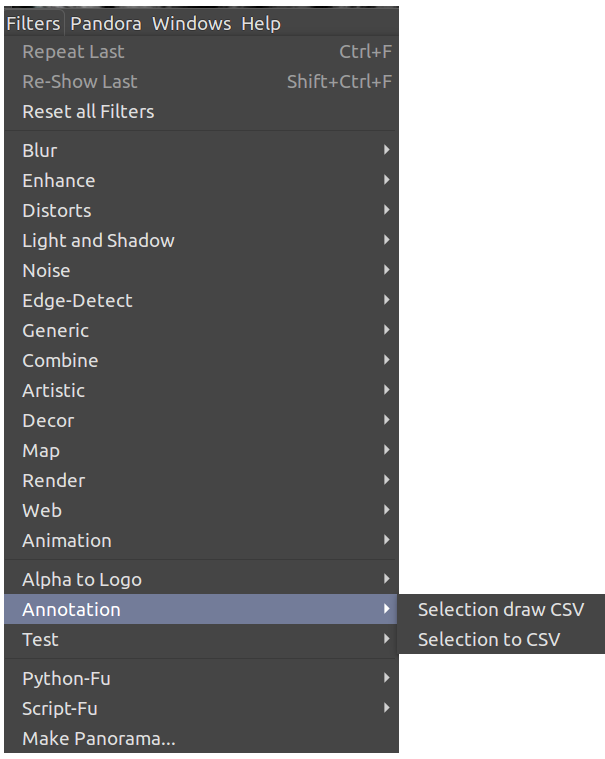 Filters Pandora Windows Help
Repeat Last Ctrl+F
Re-Show Last Shift+Ctrl+F
Reset all Filters
Blur
Enhance
Distorts
Light and Shadow
Noise
Edge-Detect
Generic
Combine
Artistic
Decor
Map
Render
Web
Animation
Alpha to Logo
Annotation Selection draw CSV
Test Selection to CSV
Python-Fu
Script-Fu
Make Panorama...